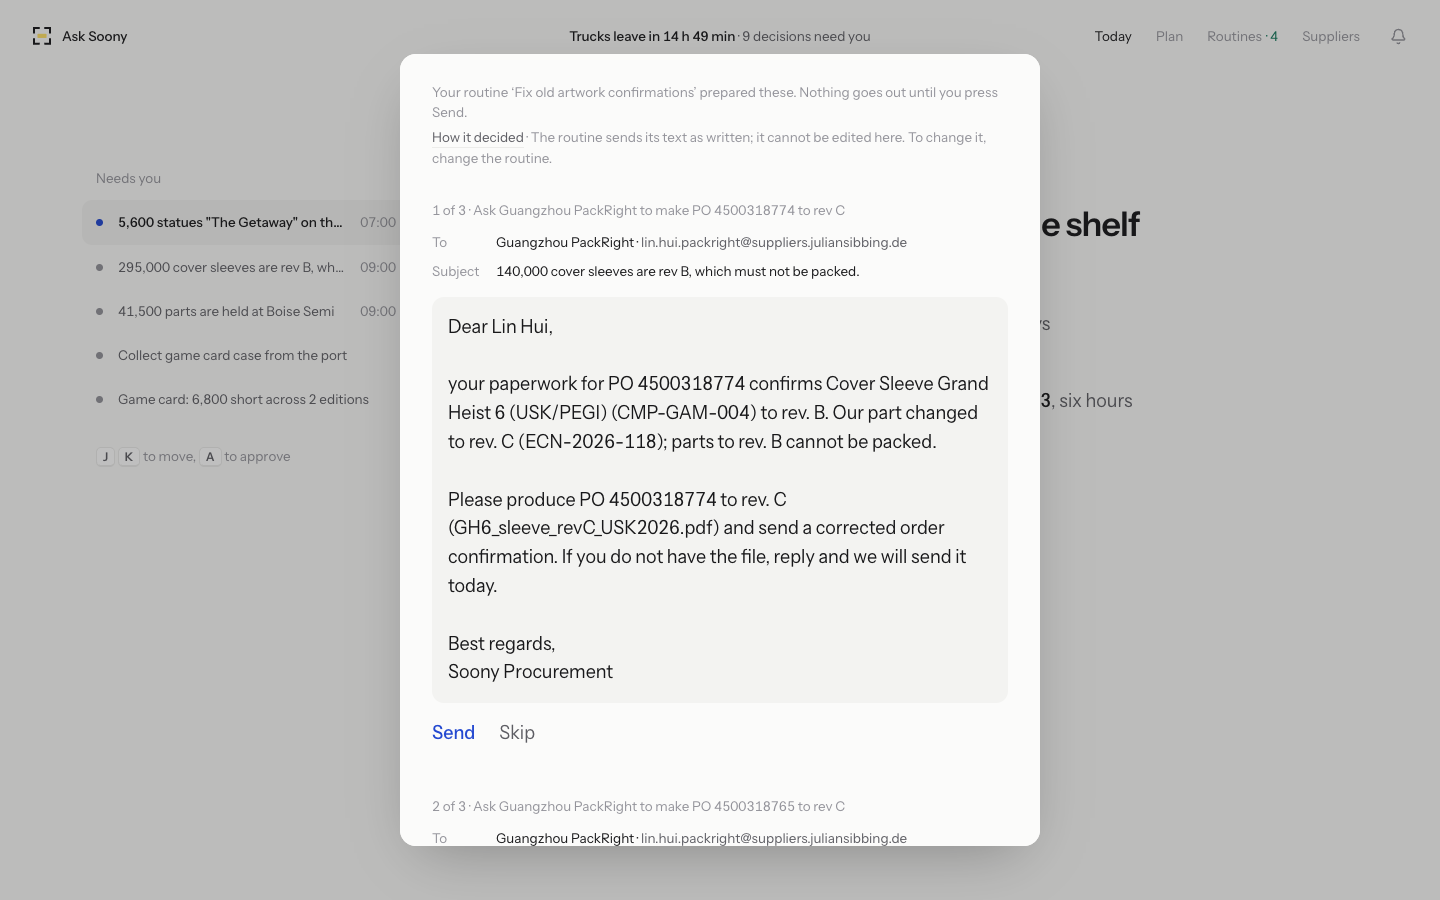 Ask Soony
Trucks leave in 14 h 49 min · 9 decisions need you
Today
Plan
Routines · 4
Suppliers
Needs you
5,600 statues "The Getaway" on th... 07:00
295,000 cover sleeves are rev B, wh... 09:00
41,500 parts are held at Boise Semi 09:00
Collect game card case from the port
Game card: 6,800 short across 2 editions
J K to move, A to approve
Your routine ‘Fix old artwork confirmations’ prepared these. Nothing goes out until you press
Send.
How it decided · The routine sends its text as written; it cannot be edited here. To change it,
change the routine.
1 of 3 · Ask Guangzhou PackRight to make PO 4500318774 to rev C
To Guangzhou PackRight · lin.hui.packright@suppliers.juliansibbing.de
Subject 140,000 cover sleeves are rev B, which must not be packed.
Dear Lin Hui,
your paperwork for PO 4500318774 confirms Cover Sleeve Grand
Heist 6 (USK/PEGI) (CMP-GAM-004) to rev. B. Our part changed
to rev. C (ECN-2026-118); parts to rev. B cannot be packed.
Please produce PO 4500318774 to rev. C
(GH6_sleeve_revC_USK2026.pdf) and send a corrected order
confirmation. If you do not have the file, reply and we will send it
today.
Best regards,
Soony Procurement
Send Skip
2 of 3 · Ask Guangzhou PackRight to make PO 4500318765 to rev C
To Guangzhou PackRight · lin.hui.packright@suppliers.juliansibbing.de
e shelf
3, six hours